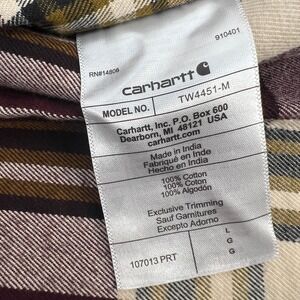 910401
RN#14806
carhartt
MODEL NO.
TW4451-M
Carhartt, Inc. P.O. Box 600
Dearborn, MI 48121 USA
carhartt.com
Made in India
Fabriqué en Inde
Hecho en India
100% Cotton
100% Coton
100% Algodón
Exclusive Trimming
Sauf Garnitures
Excepto Adorno
107013 PRT
L
G
G